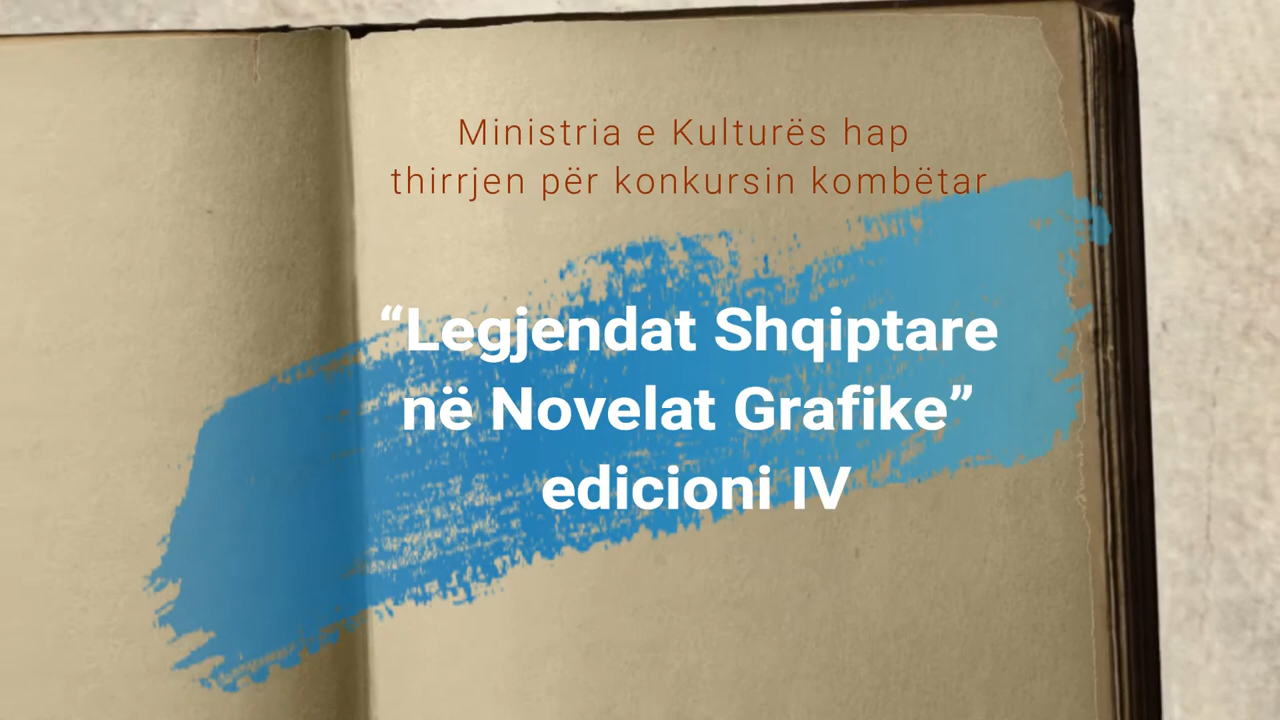 Ministria e Kulturës hap
thirrjen për konkursin kombëtar
“Legjendat Shqiptare
në Novelat Grafike”
edicioni IV